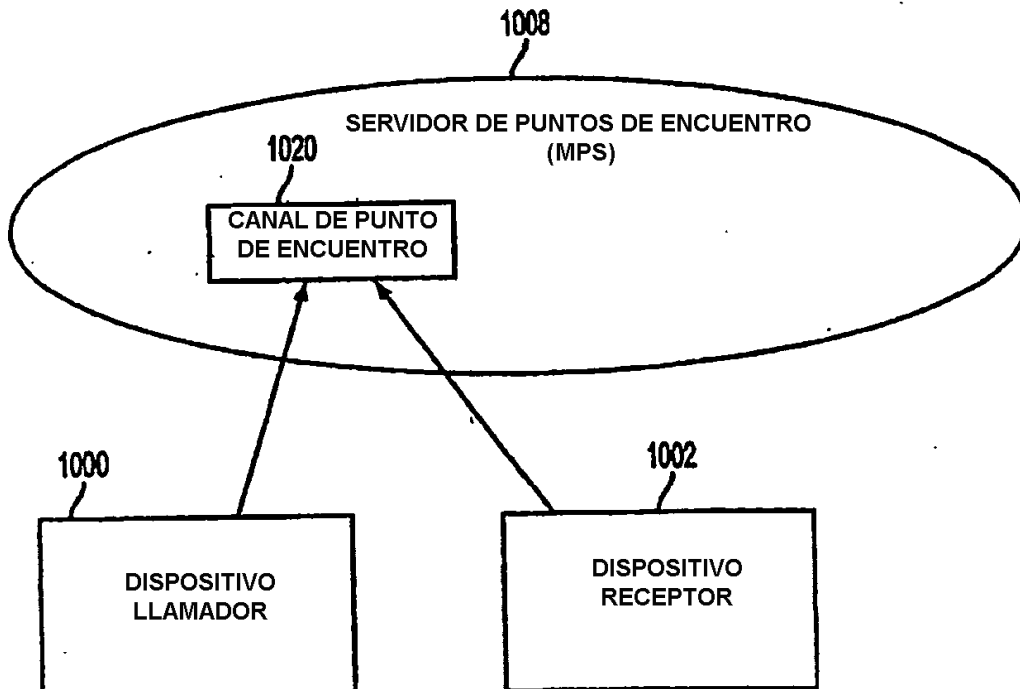 1008
SERVIDOR DE PUNTOS DE ENCUENTRO
(MPS)
1020
CANAL DE PUNTO
DE ENCUENTRO
1000
1002
DISPOSITIVO
LLAMADOR
DISPOSITIVO
RECEPTOR